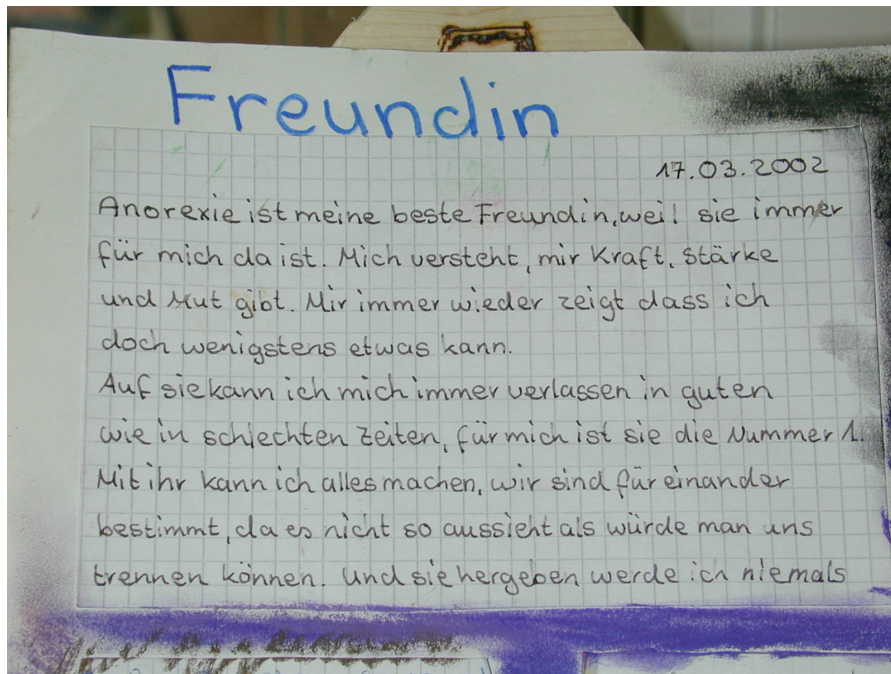 Freundin
17.03.2002
Anorexie ist meine beste Freundin, weil sie immer
für mich da ist. Mich versteht, mir Kraft, Stärke
und Mut gibt. Mir immer wieder zeigt dass ich
doch wenigstens etwas kann.
Auf sie kann ich mich immer verlassen in guten
wie in schlechten Zeiten, für mich ist sie die Nummer 1.
Mit ihr kann ich alles machen, wir sind für einander
bestimmt, da es nicht so aussieht als würde man uns
trennen können. Und sie hergeben werde ich niemals